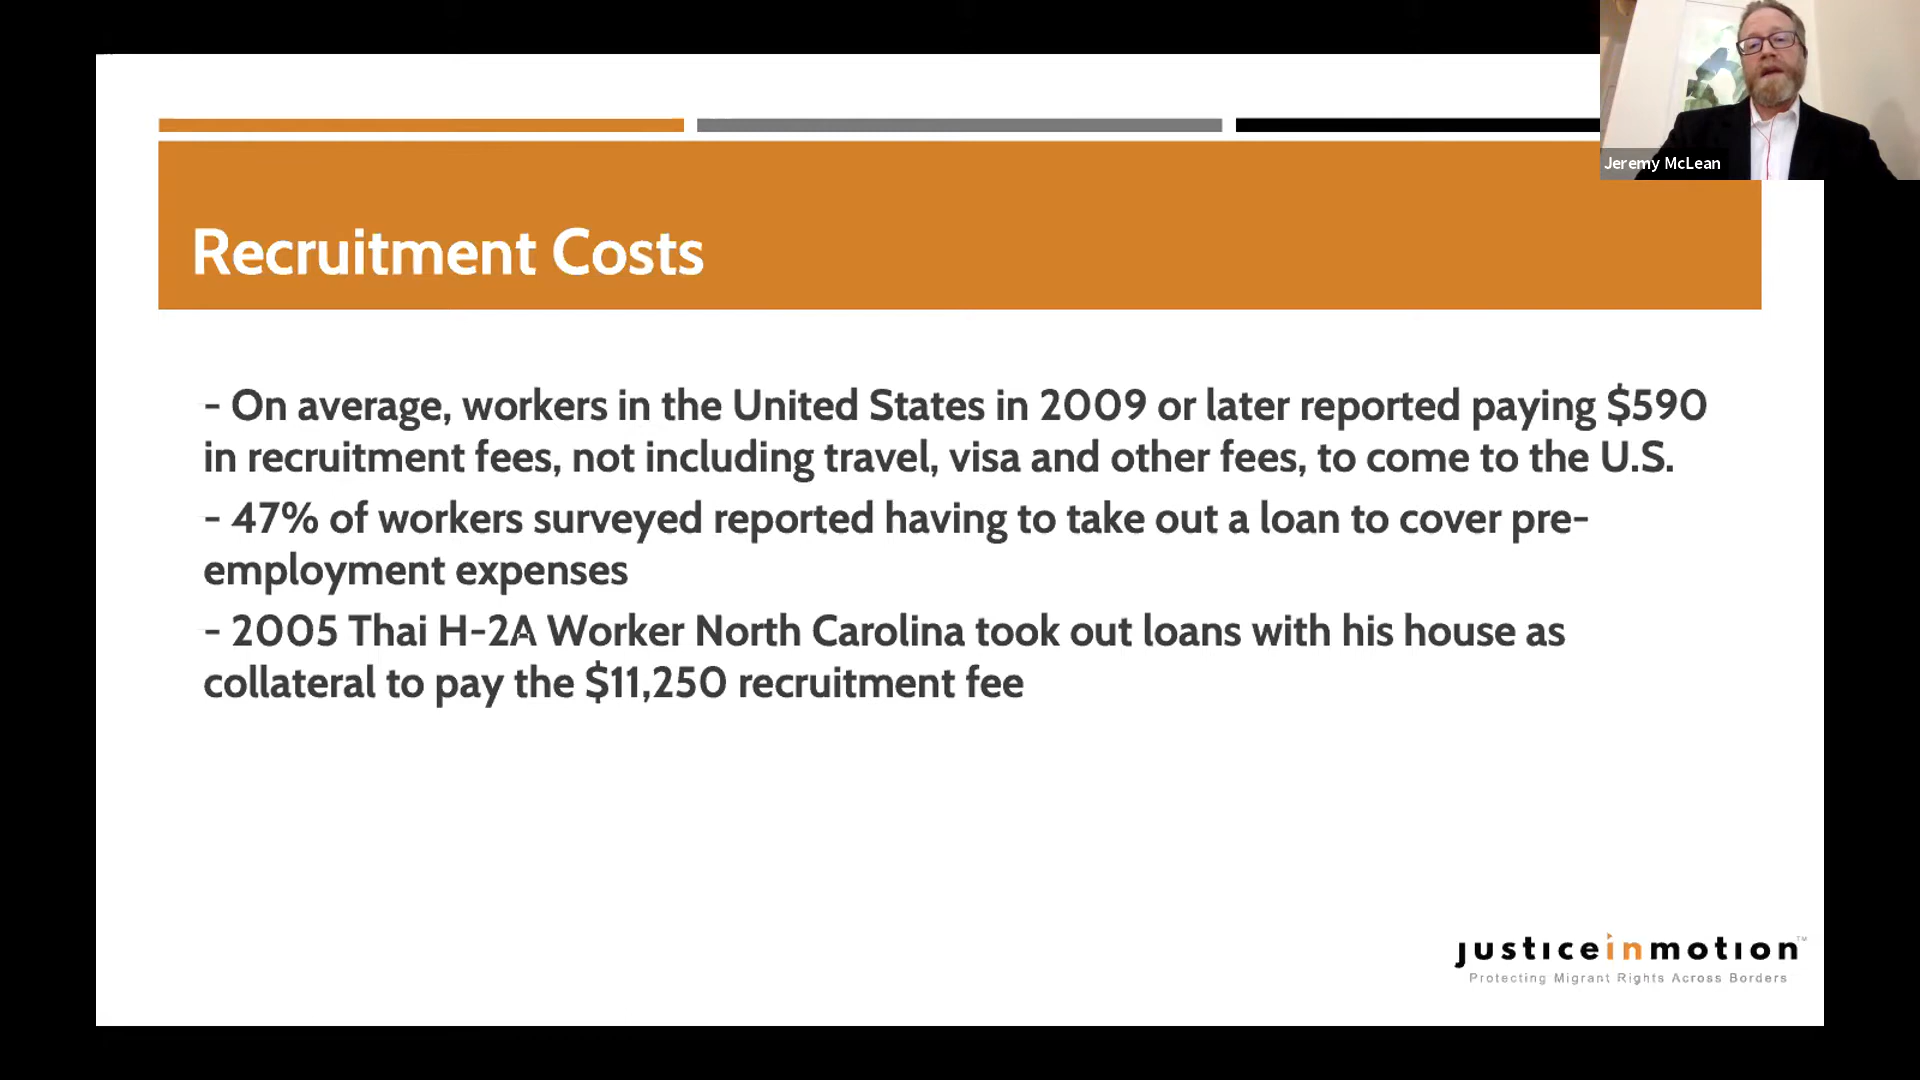 Jeremy McLean
Recruitment Costs
- On average, workers in the United States in 2009 or later reported paying $590
in recruitment fees, not including travel, visa and other fees, to come to the U.S.
- 47% of workers surveyed reported having to take out a loan to cover pre-
employment expenses
- 2005 Thai H-2A Worker North Carolina took out loans with his house as
collateral to pay the $11,250 recruitment fee
justiceinmotion™
Protecting Migrant Rights Across Borders